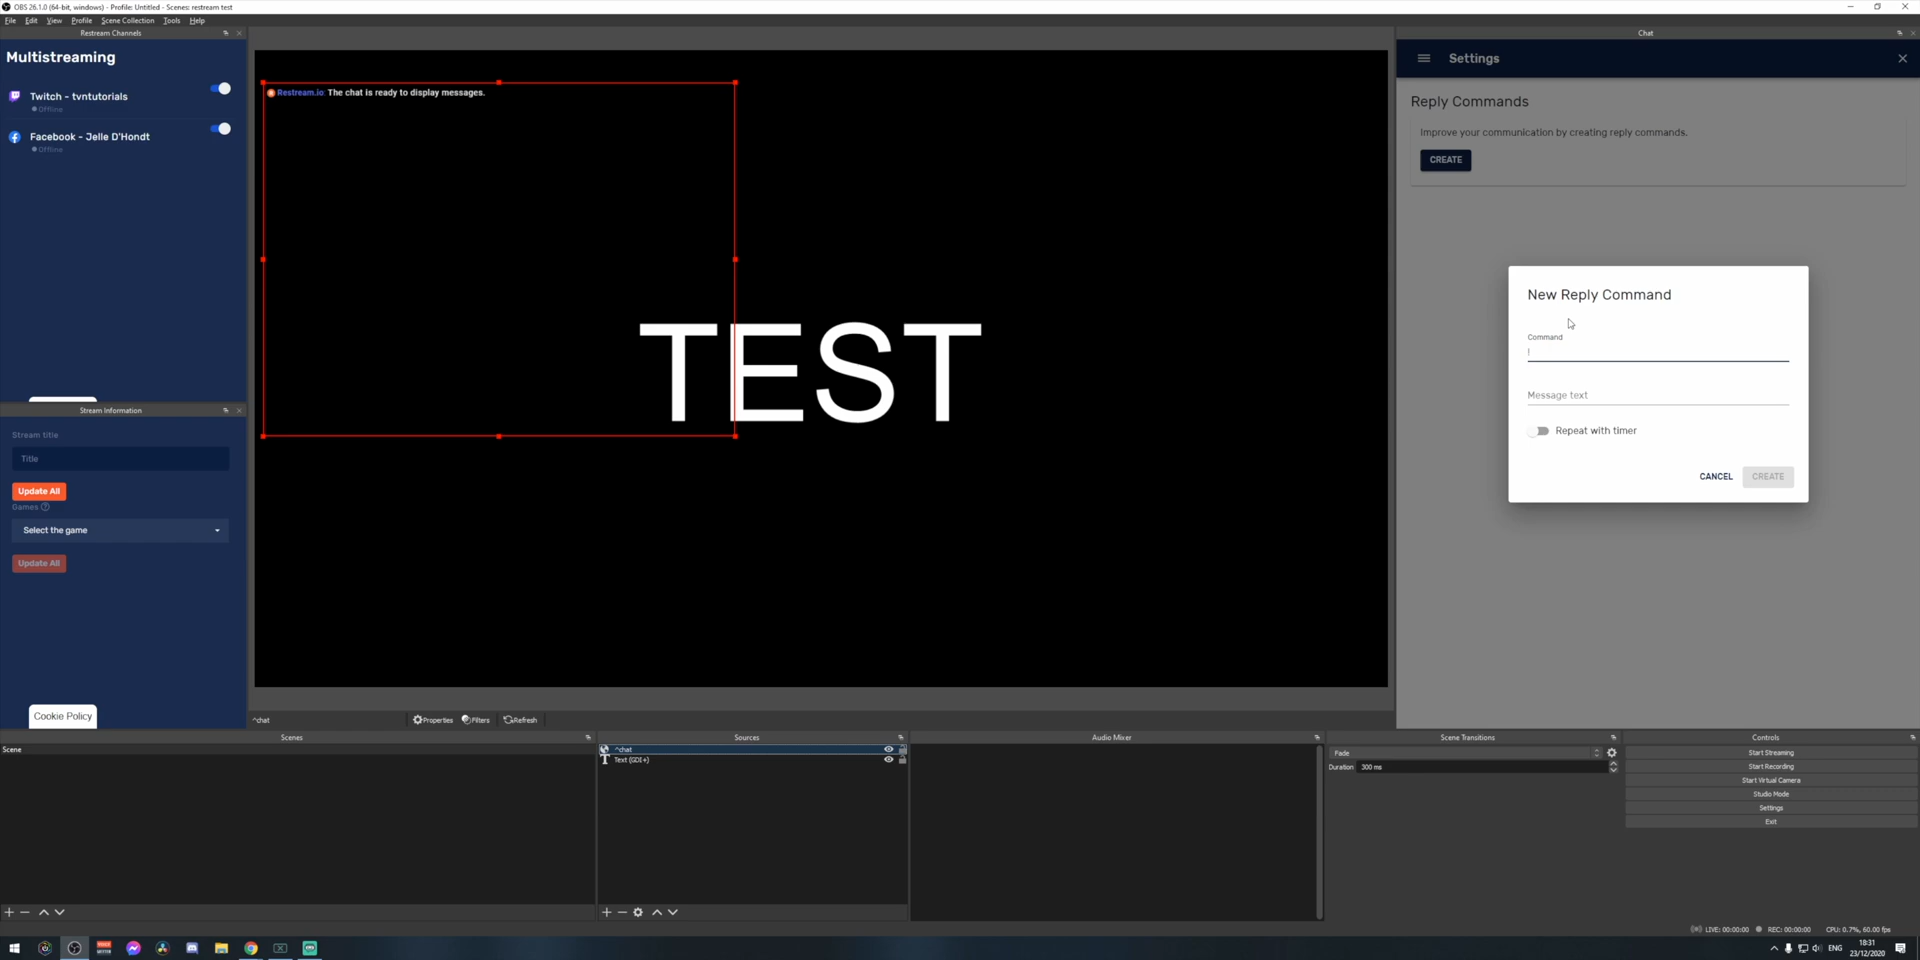 OBS 26.1.0 (64-bit, windows) - Profile: Untitled - Scenes: restream test
File Edit View Profile Scene Collection Tools Help
Restream Channels
Multistreaming
Twitch - tvntutorials
Offline
Facebook - Jelle D'Hondt
Offline
Stream Information
Stream title
Title
Update All
Games
Select the game
Update All
Cookie Policy
Restream.io: The chat is ready to display messages.
TEST
Chat
Settings
Reply Commands
Improve your communication by creating reply commands.
CREATE
New Reply Command
Command
!
Message text
Repeat with timer
CANCEL CREATE
^chat Properties Filters Refresh
Scenes
Scene
Sources
^chat
Text (GDI+)
Audio Mixer
Scene Transitions
Fade
Duration 300 ms
Controls
Start Streaming
Start Recording
Start Virtual Camera
Studio Mode
Settings
Exit
LIVE: 00:00:00 REC: 00:00:00 CPU: 0.7%, 60.00 fps
ENG
18:31
23/12/2020